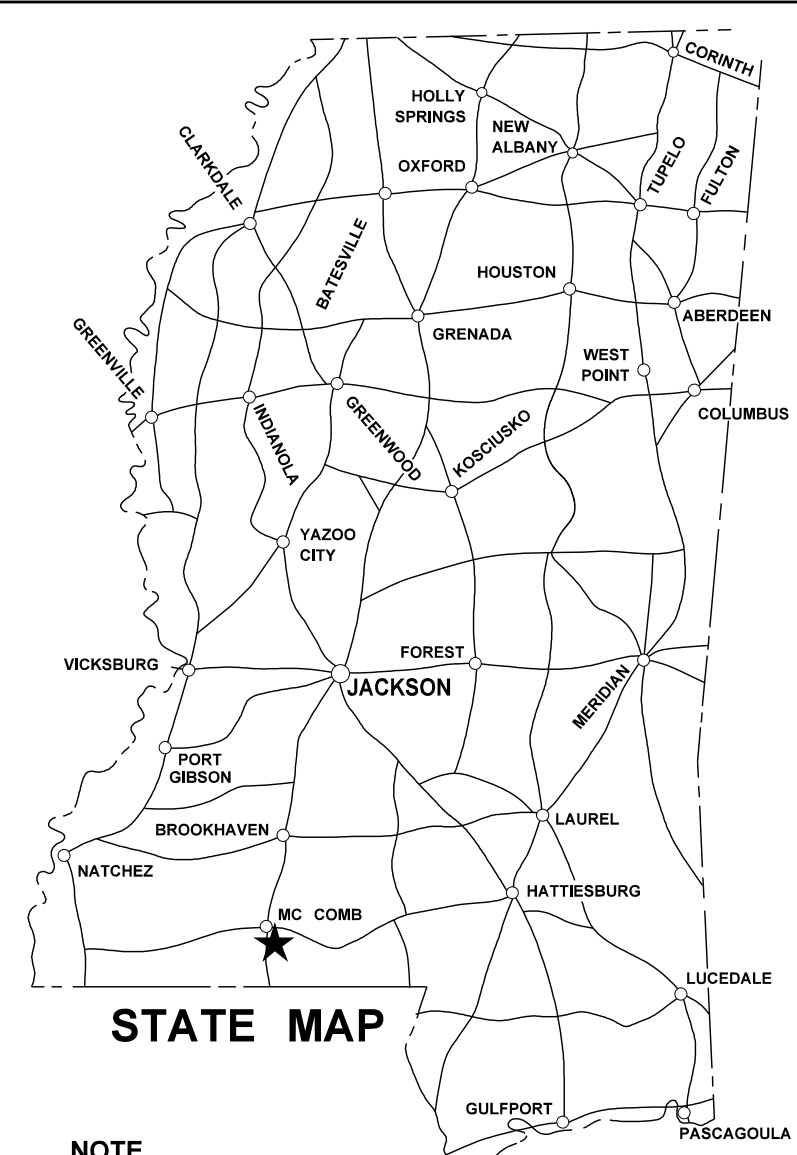 CORINTH
HOLLY
SPRINGS
NEW
ALBANY
CLARKDALE
OXFORD
TUPELO
FULTON
BATESVILLE
HOUSTON
ABERDEEN
GREENVILLE
GRENADA
WEST
POINT
COLUMBUS
INDIANOLA
GREENWOOD
KOSCIUSKO
YAZOO
CITY
VICKSBURG
FOREST
JACKSON
MERIDIAN
PORT
GIBSON
BROOKHAVEN
LAUREL
NATCHEZ
HATTIESBURG
MC COMB
LUCEDALE
STATE MAP
GULFPORT
PASCAGOULA
NOTE